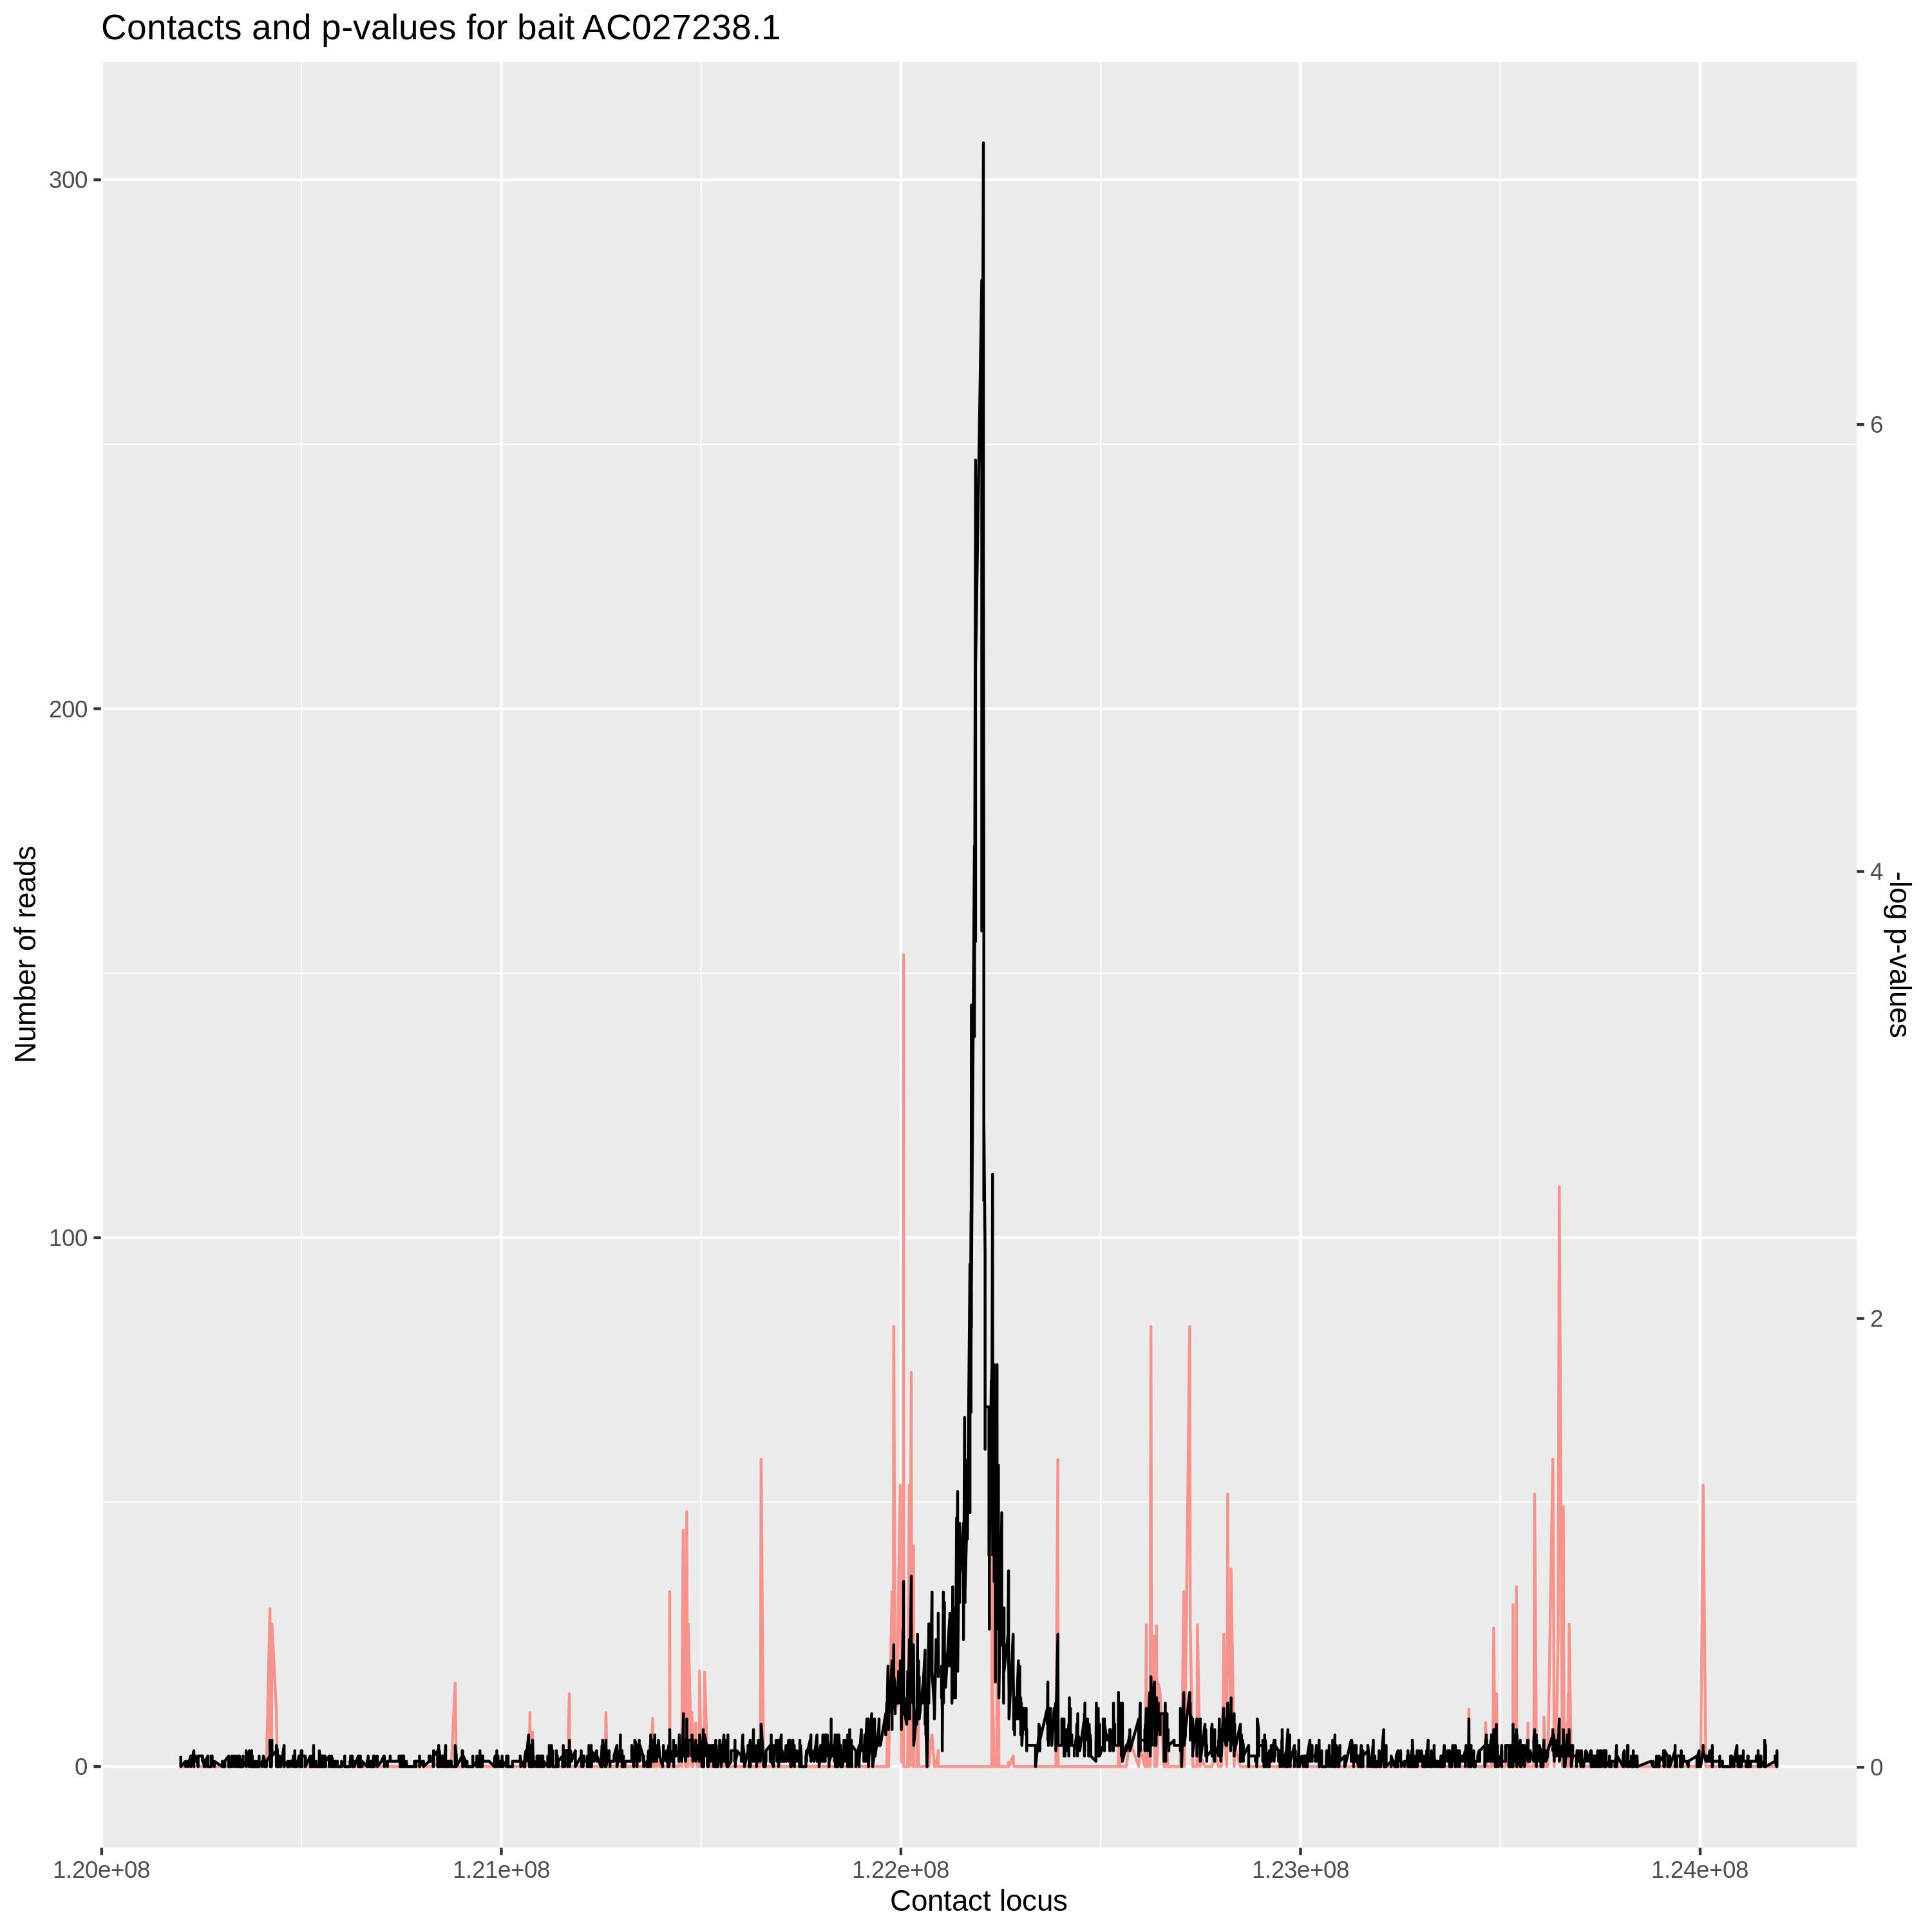 Contacts and p-values for bait AC027238.1
300
200
100
0
Number of reads
6
4
2
0
-log p-values
1.20e+08
1.21e+08
1.22e+08
1.23e+08
1.24e+08
Contact locus